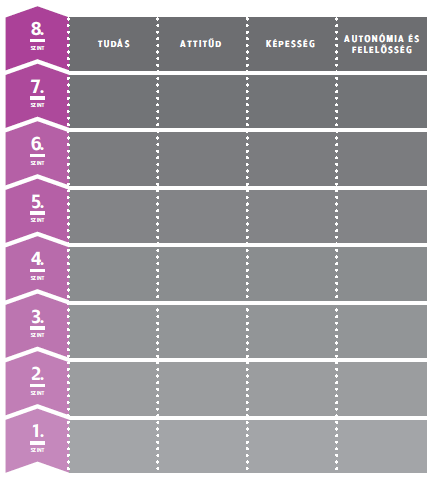 8.
SZINT
TUDÁS
ATTITŰD
KÉPESSÉG
AUTONÓMIA ÉS
FELELŐSSÉG
7.
SZINT
6.
SZINT
5.
SZINT
4.
SZINT
3.
SZINT
2.
SZINT
1.
SZINT